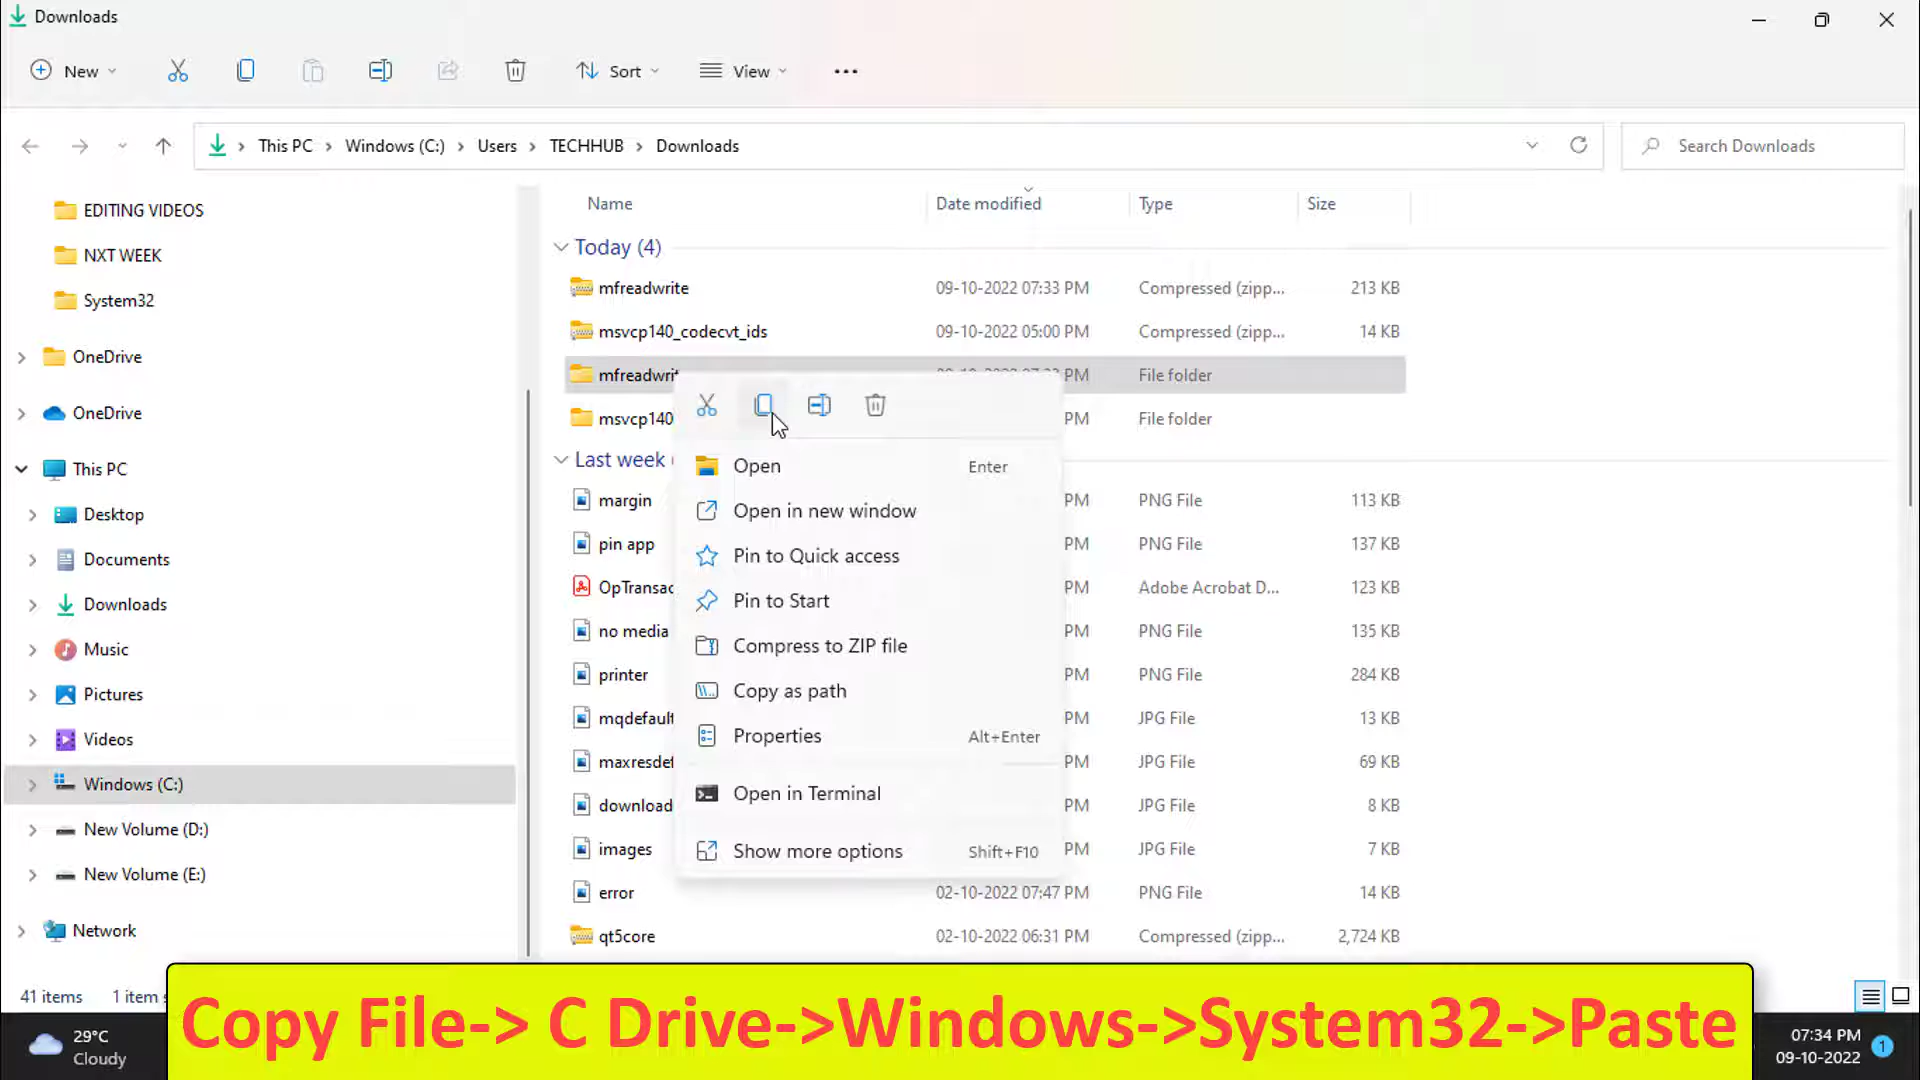 Downloads
New
Sort
View
This PC > Windows (C:) > Users > TECHHUB > Downloads
Search Downloads
EDITING VIDEOS
NXT WEEK
System32
OneDrive
OneDrive
This PC
Desktop
Documents
Downloads
Music
Pictures
Videos
Windows (C:)
New Volume (D:)
New Volume (E:)
Network
Name Date modified Type Size
Today (4)
mfreadwrite 09-10-2022 07:33 PM Compressed (zipp... 213 KB
msvcp140_codecvt_ids 09-10-2022 05:00 PM Compressed (zipp... 14 KB
mfreadwrit PM File folder
msvcp140 PM File folder
Last week
margin PM PNG File 113 KB
pin app PM PNG File 137 KB
OpTransac PM Adobe Acrobat D... 123 KB
no media PM PNG File 135 KB
printer PM PNG File 284 KB
mqdefault PM JPG File 13 KB
maxresdef PM JPG File 69 KB
download PM JPG File 8 KB
images PM JPG File 7 KB
error 02-10-2022 07:47 PM PNG File 14 KB
qt5core 02-10-2022 06:31 PM Compressed (zipp... 2,724 KB
Open Enter
Open in new window
Pin to Quick access
Pin to Start
Compress to ZIP file
Copy as path
Properties Alt+Enter
Open in Terminal
Show more options Shift+F10
41 items 1 item
Copy File-> C Drive->Windows->System32->Paste
29°C
Cloudy
07:34 PM
09-10-2022
1